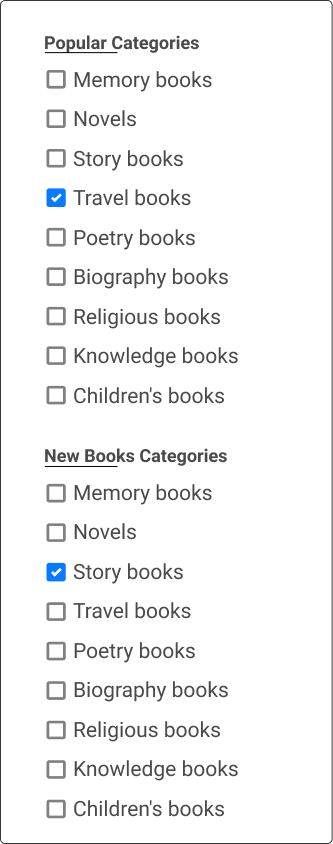 Popular Categories
Memory books
Novels
Story books
Travel books
Poetry books
Biography books
Religious books
Knowledge books
Children's books
New Books Categories
Memory books
Novels
Story books
Travel books
Poetry books
Biography books
Religious books
Knowledge books
Children's books